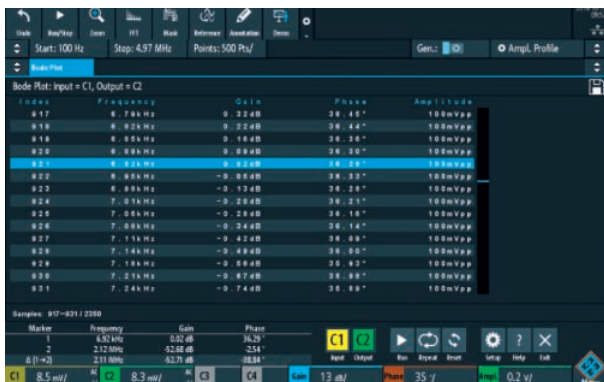 Undo Run/Stop Zoom FFT Mask Reference Annotation Demo
Start: 100 Hz Stop: 4.97 MHz Points: 500 Pts/ Gen.: Ampl. Profile
Bode Plot
Bode Plot: Input = C1, Output = C2
Index Frequency Gain Phase Amplitude
917 6.79kHz 0.32dB 36.45° 100mVpp
918 6.82kHz 0.24dB 36.44° 100mVpp
919 6.85kHz 0.16dB 36.36° 100mVpp
920 6.89kHz 0.09dB 36.30° 100mVpp
921 6.92kHz 0.02dB 36.29° 100mVpp
922 6.95kHz -0.05dB 36.33° 100mVpp
923 6.98kHz -0.13dB 36.28° 100mVpp
924 7.01kHz -0.20dB 36.21° 100mVpp
925 7.05kHz -0.28dB 36.16° 100mVpp
926 7.08kHz -0.34dB 36.14° 100mVpp
927 7.11kHz -0.42dB 36.09° 100mVpp
928 7.14kHz -0.49dB 36.00° 100mVpp
929 7.18kHz -0.58dB 35.93° 100mVpp
930 7.21kHz -0.67dB 100mVpp
931 7.24kHz -0.74dB 35.89° 100mVpp
Samples: 917-931 / 2350
Marker Frequency Gain Phase
1 6.92 kHz 0.02 dB 36.29°
2 2.12 MHz -52.68 dB -2.54°
Δ (1→2) 2.11 MHz -52.71 dB -38.84°
C1 C2
Input Output Run Repeat Reset Setup Help Exit
C1 8.5 mV/ AC C2 8.3 mV/ AC C3 C4 Gain 13 dB/ Phase 35 °/ Ampl. 0.2 V/